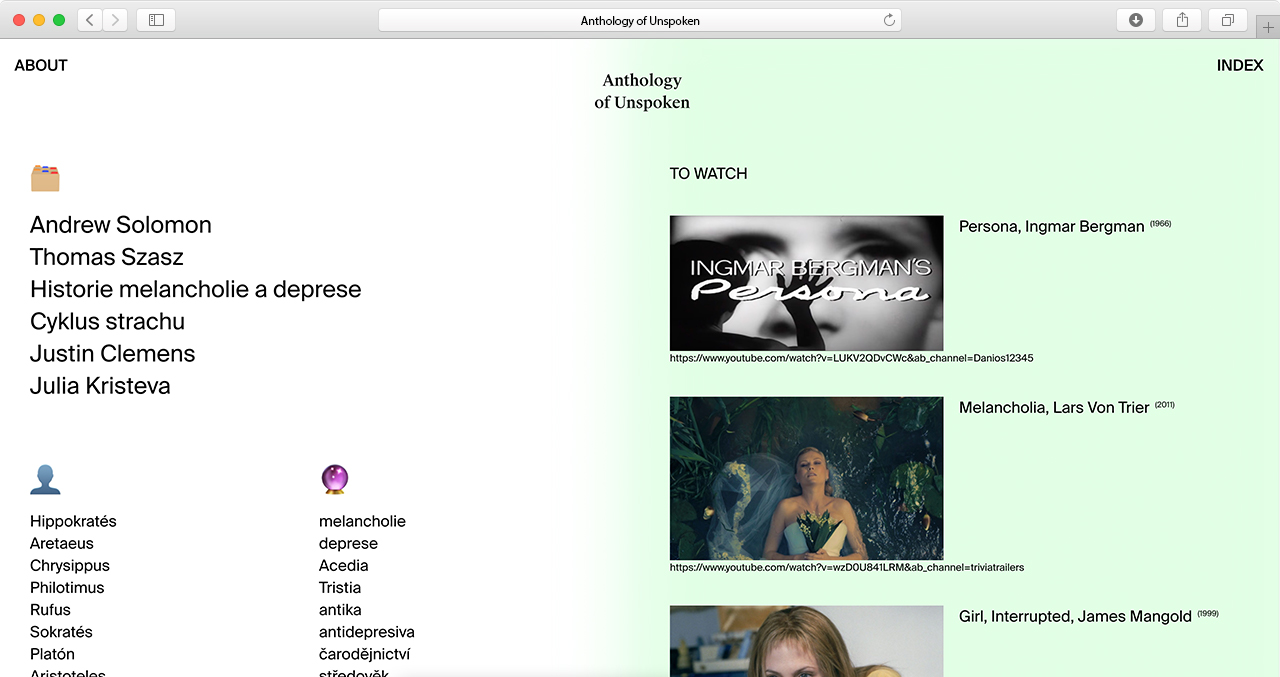 Anthology of Unspoken
ABOUT
Anthology
of Unspoken
INDEX
Andrew Solomon
Thomas Szasz
Historie melancholie a deprese
Cyklus strachu
Justin Clemens
Julia Kristeva
Hippokratés
Aretaeus
Chrysippus
Philotimus
Rufus
Sokratés
Platón
Aristoteles
melancholie
deprese
Acedia
Tristia
antika
antidepresiva
čarodějnictví
středověk
TO WATCH
INGMAR BERGMAN'S
Persona
Persona, Ingmar Bergman (1966)
https://www.youtube.com/watch?v=LUKV2QDvCWc&ab_channel=Danios12345
Melancholia, Lars Von Trier (2011)
https://www.youtube.com/watch?v=wzD0U841LRM&ab_channel=triviatrailers
Girl, Interrupted, James Mangold (1999)